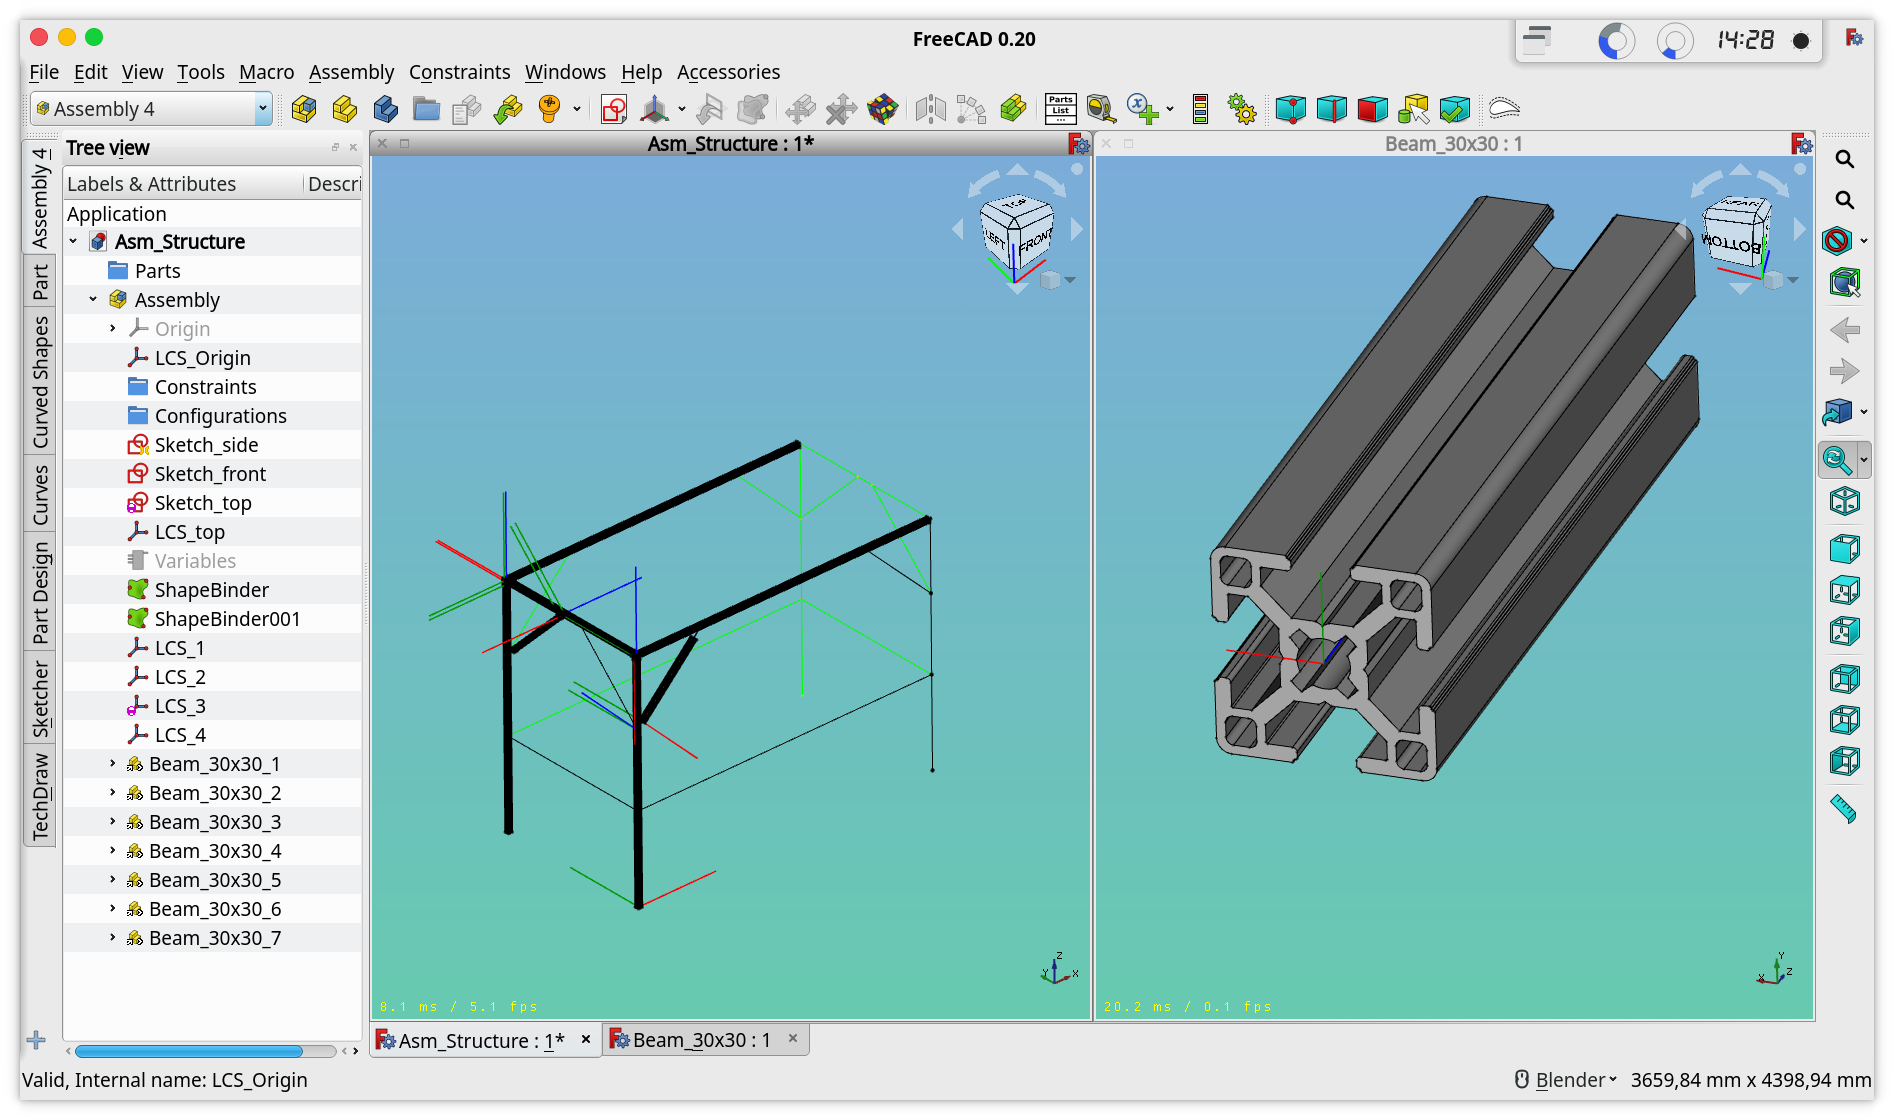 FreeCAD 0.20
14:28
File Edit View Tools Macro Assembly Constraints Windows Help Accessories
Assembly 4
Parts
List
Tree view
Asm_Structure : 1*
Beam_30x30 : 1
Labels & Attributes
Descri
Application
Asm_Structure
Parts
Assembly
Origin
LCS_Origin
Constraints
Configurations
Sketch_side
Sketch_front
Sketch_top
LCS_top
Variables
ShapeBinder
ShapeBinder001
LCS_1
LCS_2
LCS_3
LCS_4
Beam_30x30_1
Beam_30x30_2
Beam_30x30_3
Beam_30x30_4
Beam_30x30_5
Beam_30x30_6
Beam_30x30_7
Assembly 4
Part
Curved Shapes
Curves
Part Design
Sketcher
TechDraw
TOP
LEFT
FRONT
BOTTOM
Z
Y
X
Y
X
Z
8.1 ms / 5.1 fps
20.2 ms / 0.1 fps
Asm_Structure : 1*
Beam_30x30 : 1
Valid, Internal name: LCS_Origin
Blender
3659,84 mm x 4398,94 mm